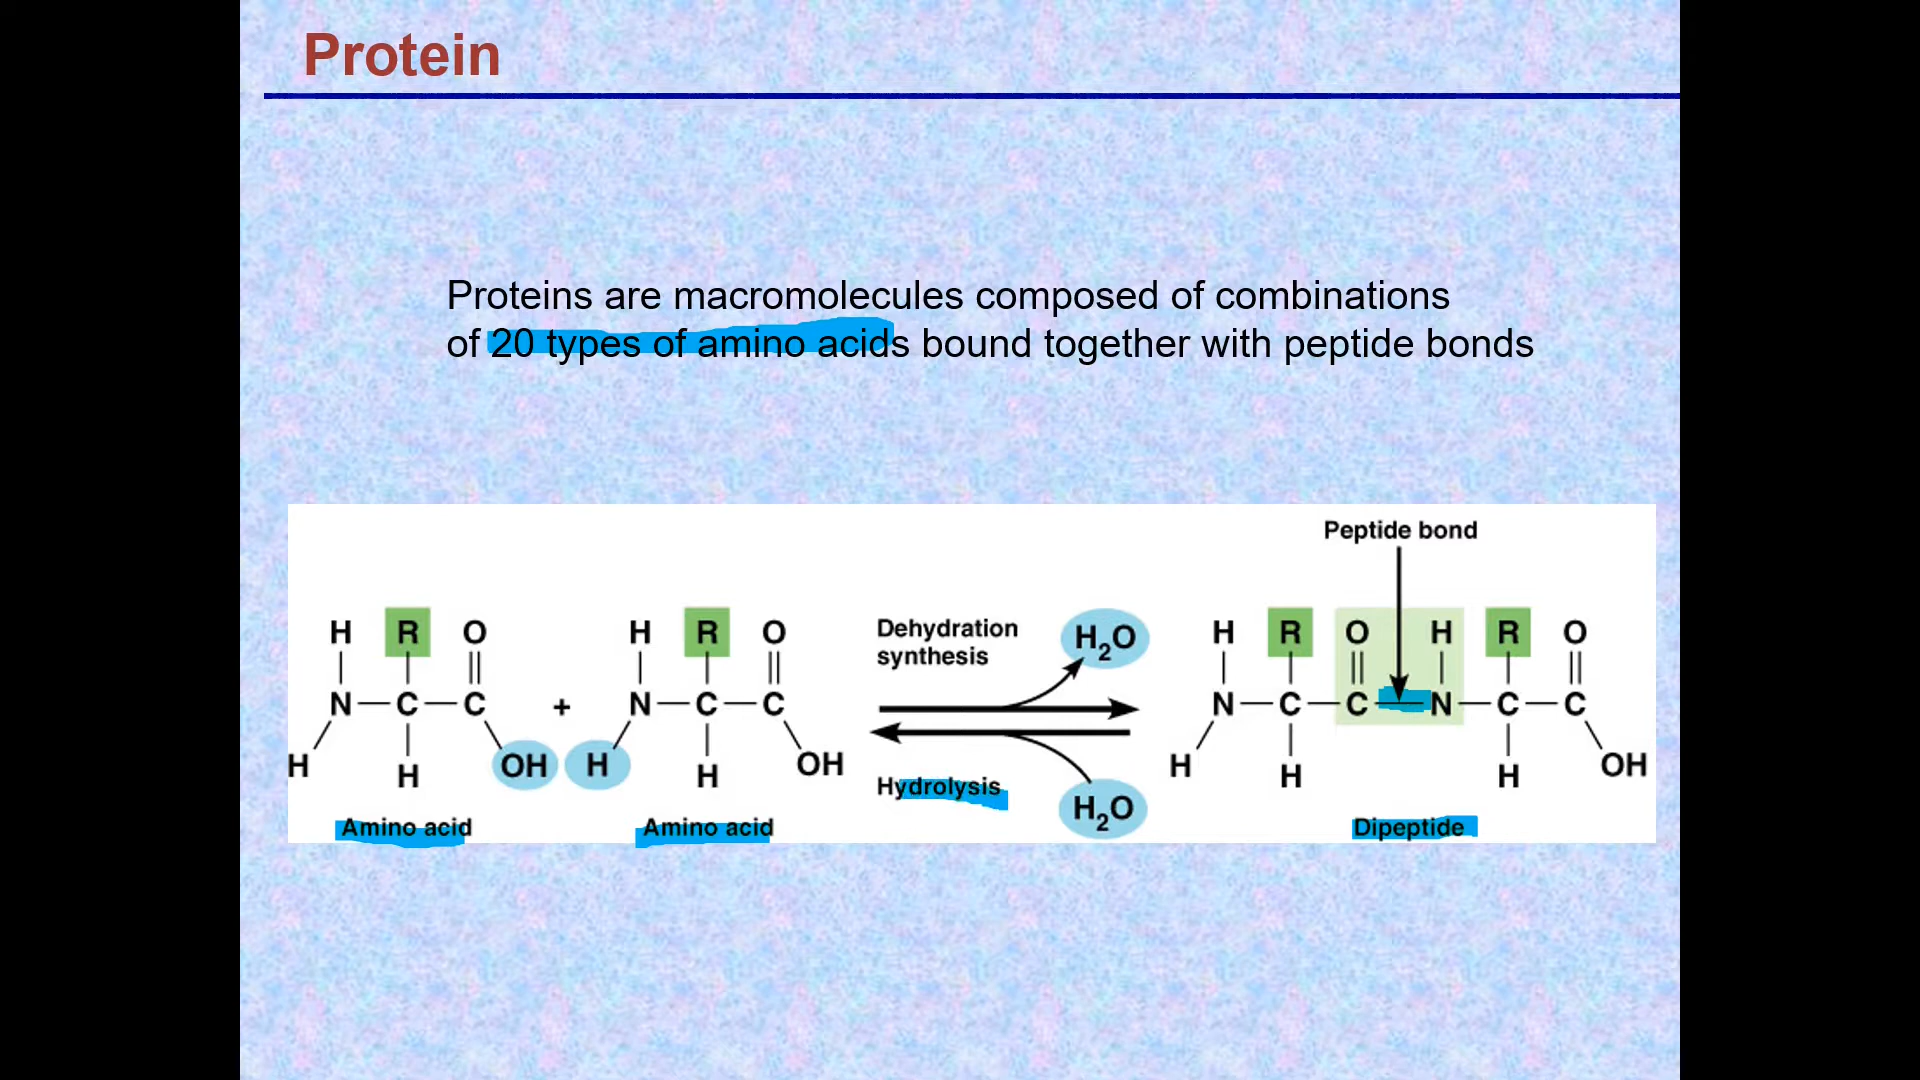 Protein
Proteins are macromolecules composed of combinations
of 20 types of amino acids bound together with peptide bonds
Peptide bond
H R O H R O Dehydration H₂O H R O H R O
synthesis
N C C + N C C C N C C N C C
H H OH H H OH H H OH
Hydrolysis H₂O
Amino acid Amino acid Dipeptide